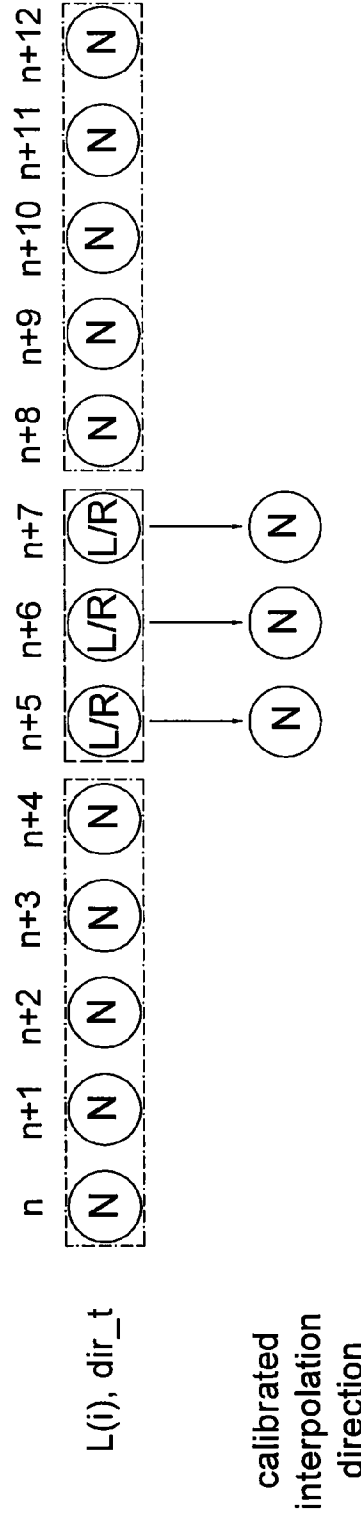 n n+1 n+2 n+3 n+4 n+5 n+6 n+7 n+8 n+9 n+10 n+11 n+12
L(i), dir_t N N N N N L/R L/R L/R N N N N N
calibrated
interpolation
direction
N N N